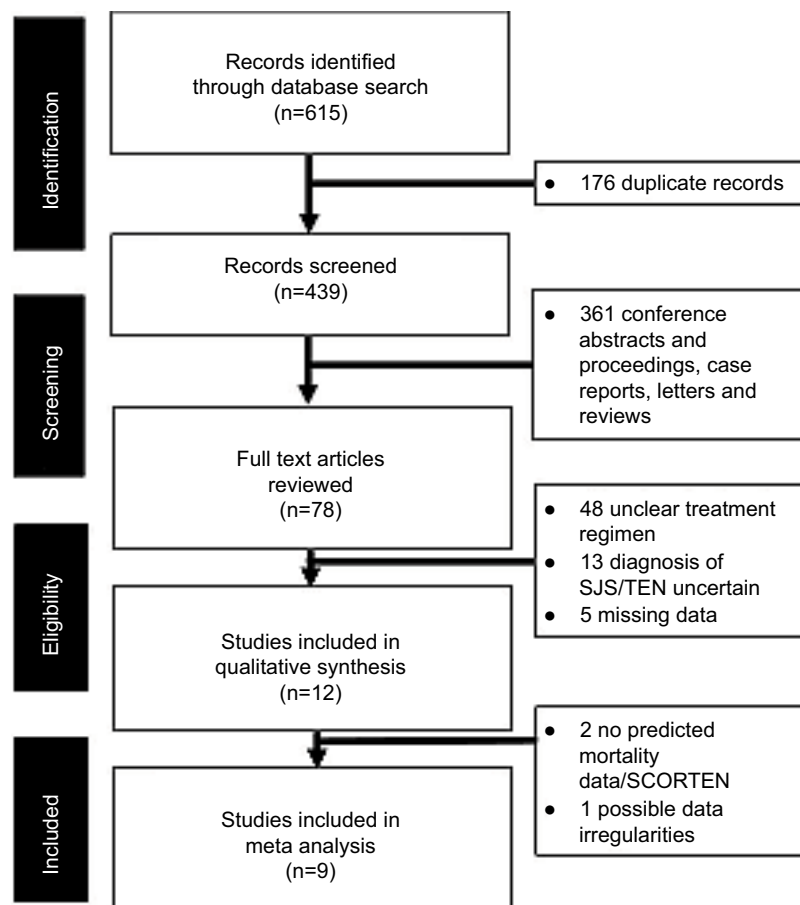 Identification
Records identified
through database search
(n=615)
● 176 duplicate records
Records screened
(n=439)
Screening
● 361 conference
abstracts and
proceedings, case
reports, letters and
reviews
Full text articles
reviewed
(n=78)
Eligibility
● 48 unclear treatment
regimen
● 13 diagnosis of
SJS/TEN uncertain
● 5 missing data
Studies included in
qualitative synthesis
(n=12)
Included
● 2 no predicted
mortality
data/SCORTEN
● 1 possible data
irregularities
Studies included in
meta analysis
(n=9)